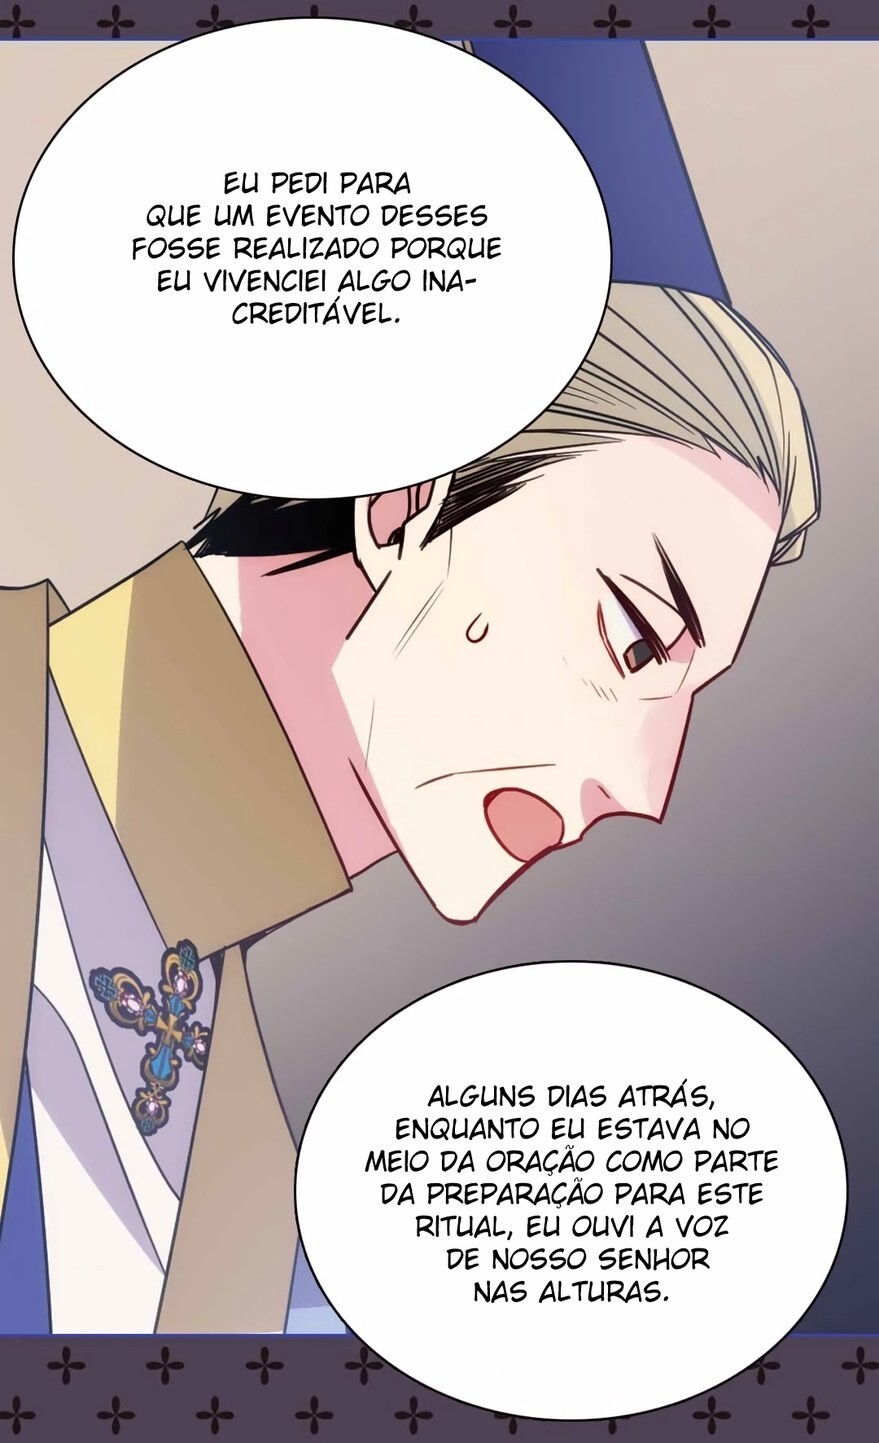 EU PEDI PARA
QUE UM EVENTO DESSES
FOSSE REALIZADO PORQUE
EU VIVENCIEI ALGO INA-
CREDITÁVEL.
ALGUNS DIAS ATRÁS,
ENQUANTO EU ESTAVA NO
MEIO DA ORAÇÃO COMO PARTE
DA PREPARAÇÃO PARA ESTE
RITUAL, EU OUVI A VOZ
DE NOSSO SENHOR
NAS ALTURAS.